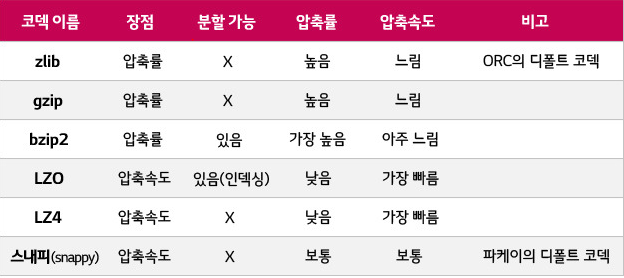 코덱 이름 장점 분할 가능 압축률 압축속도 비고
zlib 압축률 X 높음 느림 ORC의 디폴트 코덱
gzip 압축률 X 높음 느림
bzip2 압축률 있음 가장 높음 아주 느림
LZO 압축속도 있음(인덱싱) 낮음 가장 빠름
LZ4 압축속도 X 낮음 가장 빠름
스내피(snappy) 압축속도 X 보통 보통 파케이의 디폴트 코덱